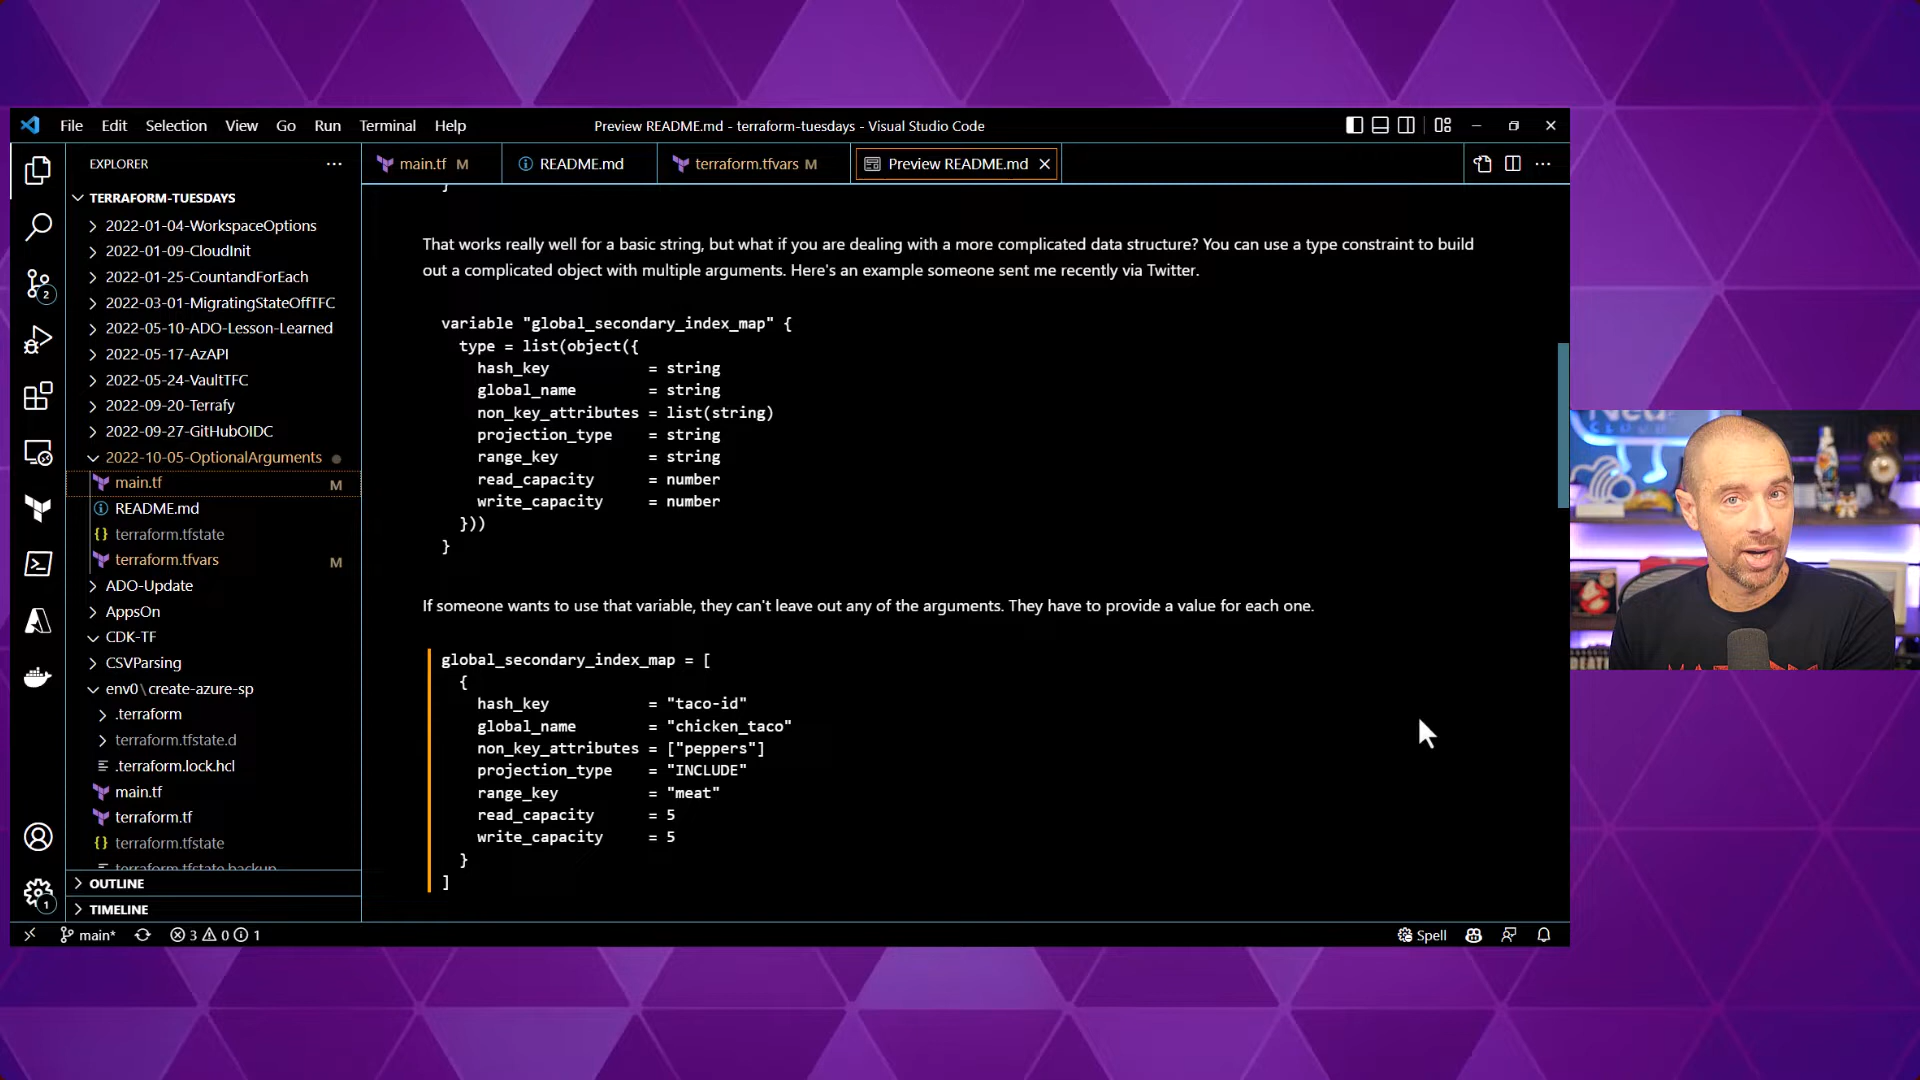 File Edit Selection View Go Run Terminal Help
Preview README.md - terraform-tuesdays - Visual Studio Code
EXPLORER
main.tf M
README.md
terraform.tfvars M
Preview README.md
TERRAFORM-TUESDAYS
2022-01-04-WorkspaceOptions
2022-01-09-CloudInit
2022-01-25-CountandForEach
2022-03-01-MigratingStateOffTFC
2022-05-10-ADO-Lesson-Learned
2022-05-17-AzAPI
2022-05-24-VaultTFC
2022-09-20-Terrafy
2022-09-27-GitHubOIDC
2022-10-05-OptionalArguments
main.tf M
README.md
terraform.tfstate
terraform.tfvars M
ADO-Update
AppsOn
CDK-TF
CSVParsing
env0\create-azure-sp
.terraform
terraform.tfstate.d
.terraform.lock.hcl
main.tf
terraform.tf
terraform.tfstate
terraform.tfstate.backup
OUTLINE
TIMELINE
2
1
}
That works really well for a basic string, but what if you are dealing with a more complicated data structure? You can use a type constraint to build
out a complicated object with multiple arguments. Here's an example someone sent me recently via Twitter.
variable "global_secondary_index_map" {
type = list(object({
hash_key = string
global_name = string
non_key_attributes = list(string)
projection_type = string
range_key = string
read_capacity = number
write_capacity = number
}))
}
If someone wants to use that variable, they can't leave out any of the arguments. They have to provide a value for each one.
global_secondary_index_map = [
{
hash_key = "taco-id"
global_name = "chicken_taco"
non_key_attributes = ["peppers"]
projection_type = "INCLUDE"
range_key = "meat"
read_capacity = 5
write_capacity = 5
}
]
main* 3 0 1
Spell